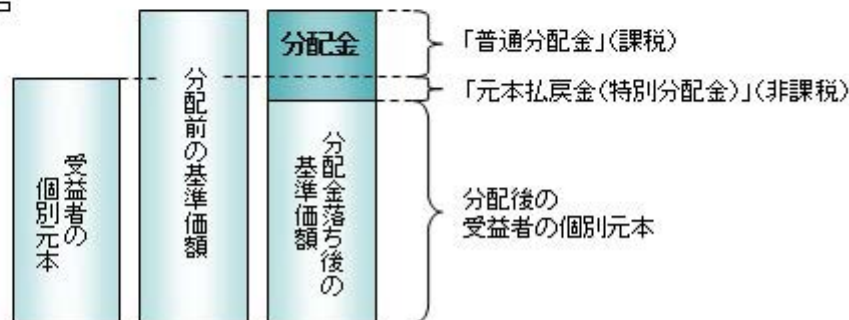 受益者の
個別元本
分配前の基準価額
分配金
分配金落ち後の
基準価額
「普通分配金」(課税)
「元本払戻金(特別分配金)」(非課税)
分配後の
受益者の個別元本